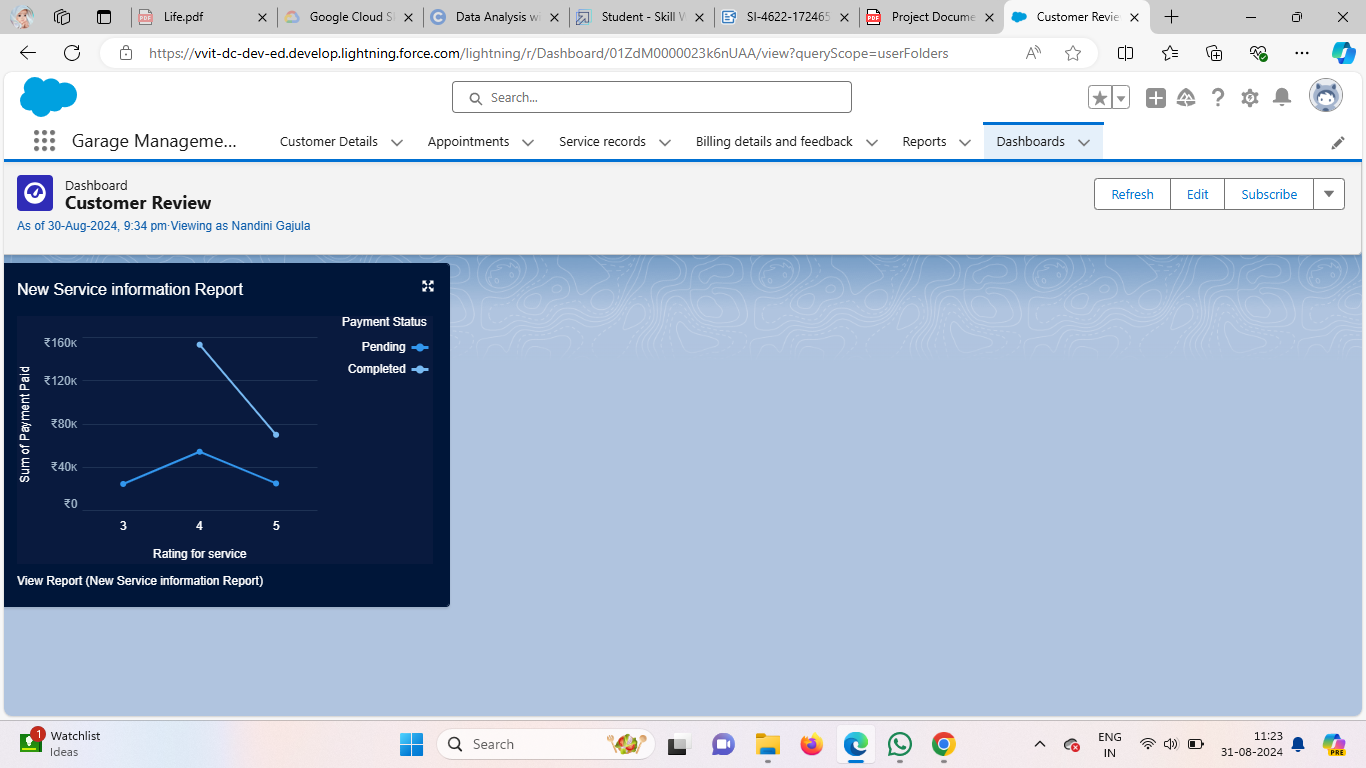 Life.pdf
Google Cloud S
Data Analysis w
Student - Skill
SI-4622-172465
Project Docume
Customer Revie
https://vvit-dc-dev-ed.develop.lightning.force.com/lightning/r/Dashboard/01ZdM0000023k6nUAA/view?queryScope=userFolders
Search...
Garage Manageme...
Customer Details
Appointments
Service records
Billing details and feedback
Reports
Dashboards
Dashboard
Customer Review
As of 30-Aug-2024, 9:34 pm·Viewing as Nandini Gajula
Refresh
Edit
Subscribe
New Service information Report
Payment Status
Pending
Completed
Sum of Payment Paid
₹160K
₹120K
₹80K
₹40K
₹0
3 4 5
Rating for service
View Report (New Service information Report)
1
Watchlist
Ideas
Search
PRE
ENG
IN
11:23
31-08-2024